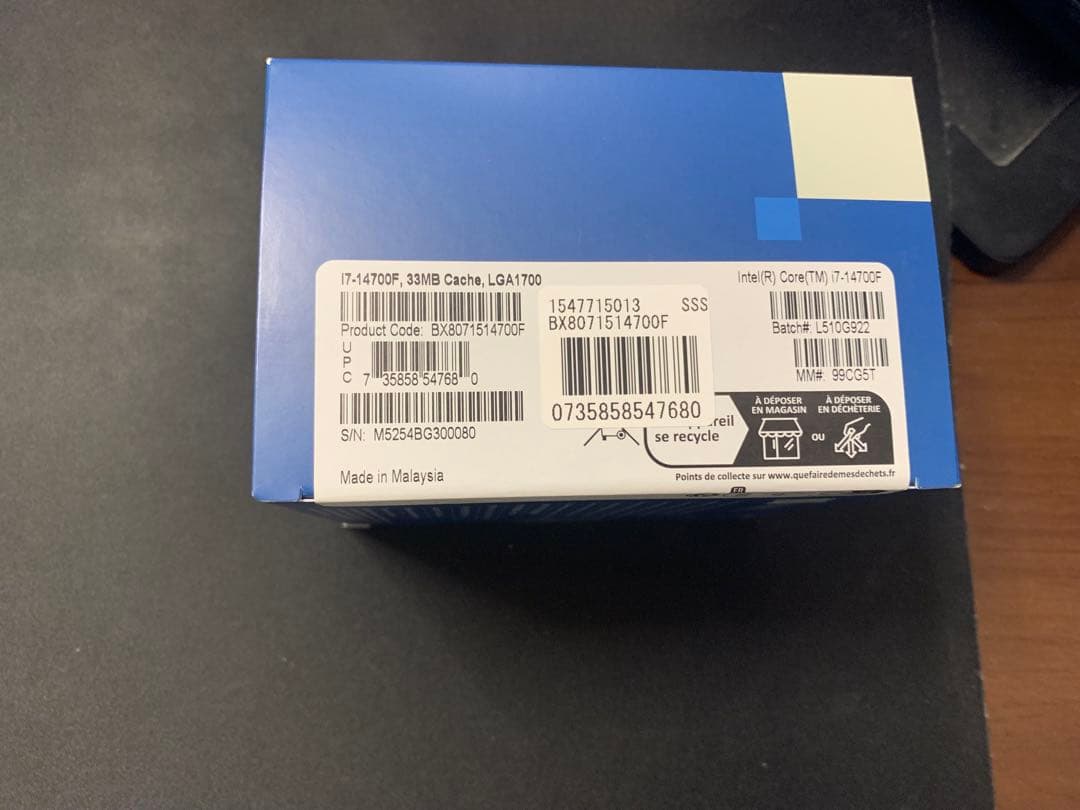 i7-14700F, 33MB Cache, LGA1700
Product Code: BX8071514700F
UPC 7 35858 54768 0
S/N: M5254BG300080
Made in Malaysia
1547715013 SSS
BX8071514700F
0735858547680
Intel(R) Core(TM) i7-14700F
Batch#: L510G922
MM#: 99CG5T
se recycle
À DÉPOSER
EN MAGASIN
OU
À DÉPOSER
EN DÉCHÈTERIE
Points de collecte sur www.quefairedemesdechets.fr
FR